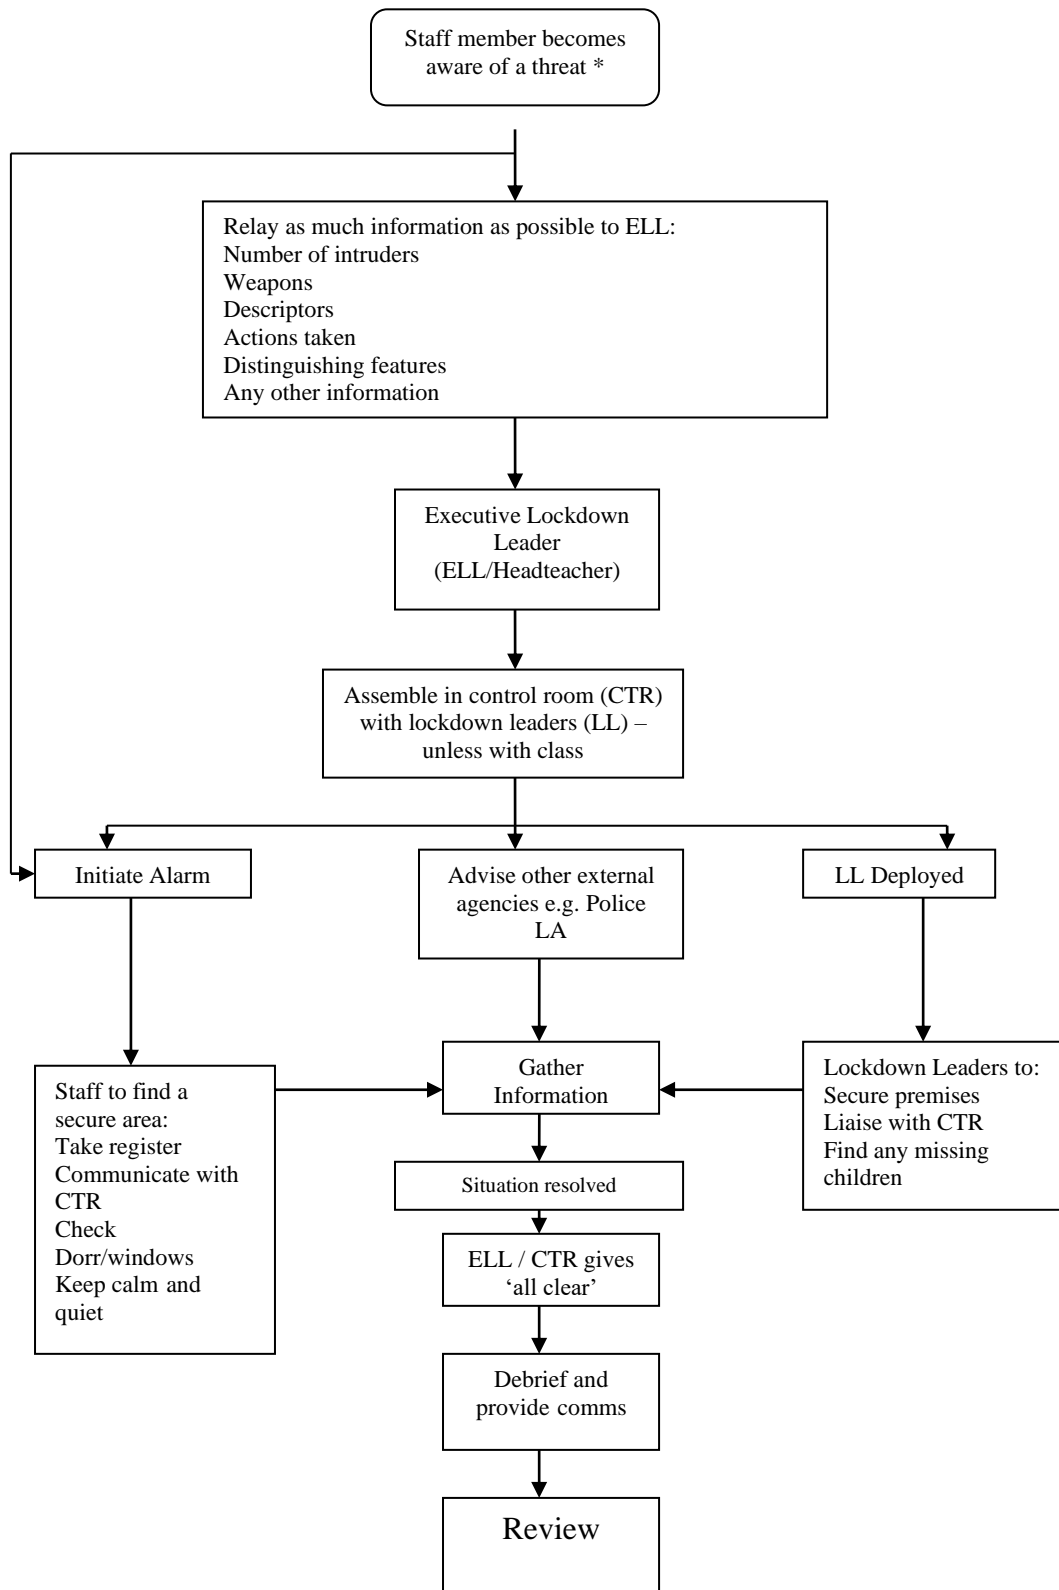 Staff member becomes
aware of a threat *
Relay as much information as possible to ELL:
Number of intruders
Weapons
Descriptors
Actions taken
Distinguishing features
Any other information
Executive Lockdown
Leader
(ELL/Headteacher)
Assemble in control room (CTR)
with lockdown leaders (LL) –
unless with class
Initiate Alarm
Advise other external
agencies e.g. Police
LA
LL Deployed
Staff to find a
secure area:
Take register
Communicate with
CTR
Check
Dorr/windows
Keep calm and
quiet
Gather
Information
Lockdown Leaders to:
Secure premises
Liaise with CTR
Find any missing
children
Situation resolved
ELL / CTR gives
‘all clear’
Debrief and
provide comms
Review